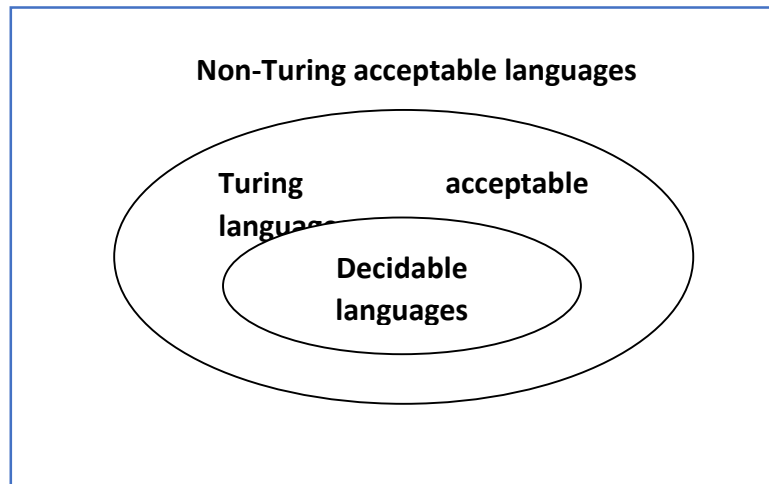 Non-Turing acceptable languages
Turing acceptable
Decidable
languages